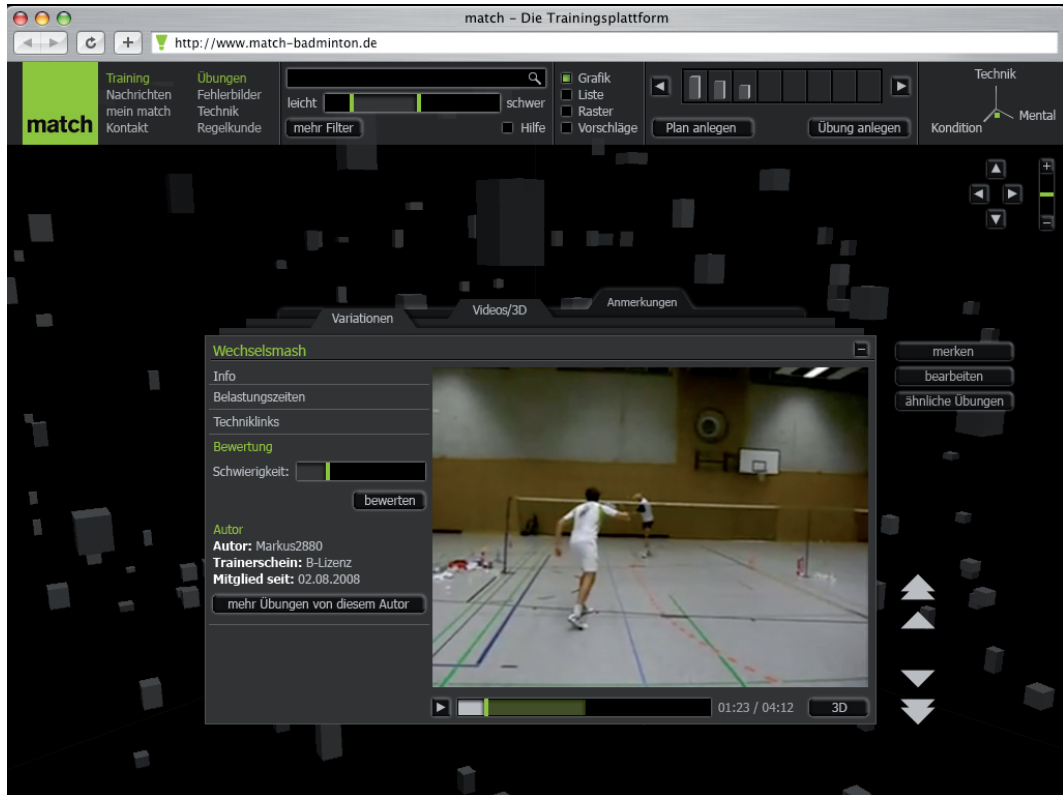 match – Die Trainingsplattform
http://www.match-badminton.de
match
Training
Nachrichten
mein match
Kontakt
Übungen
Fehlerbilder
Technik
Regelkunde
leicht
schwer
mehr Filter
Hilfe
Grafik
Liste
Raster
Vorschläge
Plan anlegen
Übung anlegen
Technik
Kondition
Mental
Variationen
Videos/3D
Anmerkungen
Wechselsmash
Info
Belastungszeiten
Techniklinks
Bewertung
Schwierigkeit:
bewerten
Autor
Autor: Markus2880
Trainerschein: B-Lizenz
Mitglied seit: 02.08.2008
mehr Übungen von diesem Autor
01:23 / 04:12
3D
merken
bearbeiten
ähnliche Übungen